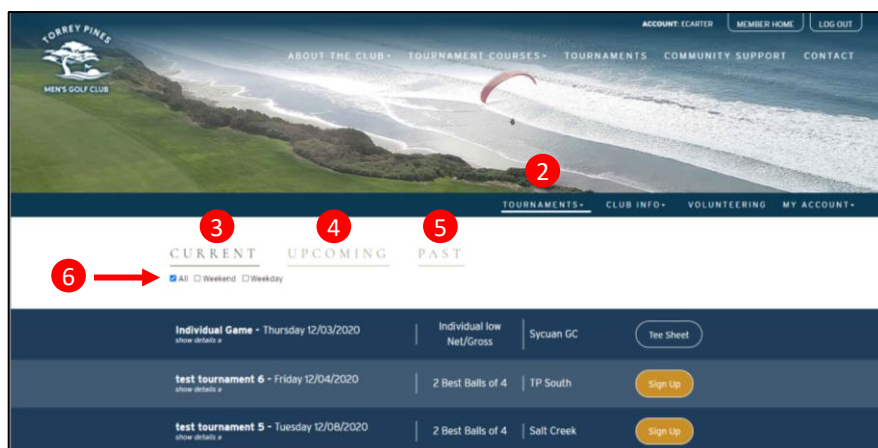 TORREY PINES
MEN'S GOLF CLUB
ACCOUNT: ECARTER MEMBER HOME LOG OUT
ABOUT THE CLUB TOURNAMENT COURSES TOURNAMENTS COMMUNITY SUPPORT CONTACT
2
TOURNAMENTS CLUB INFO VOLUNTEERING MY ACCOUNT
3 4 5
CURRENT UPCOMING PAST
6
All Weekend Weekday
Individual Game - Thursday 12/03/2020
show details »
Individual low
Net/Gross
Sycuan GC
Tee Sheet
test tournament 6 - Friday 12/04/2020
show details »
2 Best Balls of 4
TP South
Sign Up
test tournament 5 - Tuesday 12/08/2020
show details »
2 Best Balls of 4
Salt Creek
Sign Up